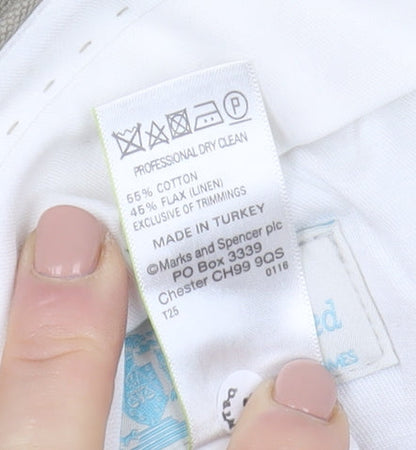 P
PROFESSIONAL DRY CLEAN
55% COTTON
45% FLAX (LINEN)
EXCLUSIVE OF TRIMMINGS
MADE IN TURKEY
©Marks and Spencer plc
PO Box 3339
Chester CH99 9QS
0116
T25